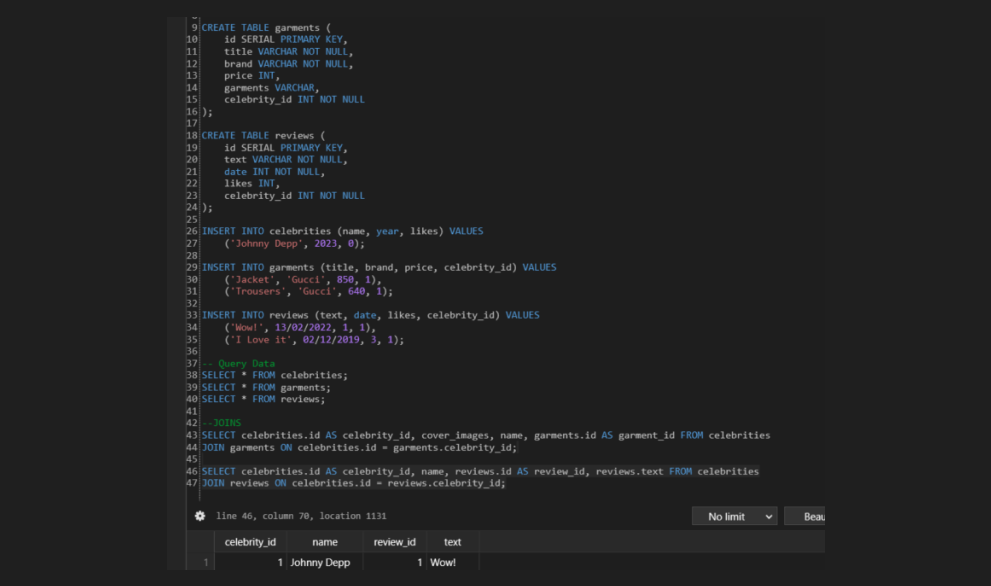 9 CREATE TABLE garments (
10 id SERIAL PRIMARY KEY,
11 title VARCHAR NOT NULL,
12 brand VARCHAR NOT NULL,
13 price INT,
14 garments VARCHAR,
15 celebrity_id INT NOT NULL
16 );
17
18 CREATE TABLE reviews (
19 id SERIAL PRIMARY KEY,
20 text VARCHAR NOT NULL,
21 date INT NOT NULL,
22 likes INT,
23 celebrity_id INT NOT NULL
24 );
25
26 INSERT INTO celebrities (name, year, likes) VALUES
27 ('Johnny Depp', 2023, 0);
28
29 INSERT INTO garments (title, brand, price, celebrity_id) VALUES
30 ('Jacket', 'Gucci', 850, 1),
31 ('Trousers', 'Gucci', 640, 1);
32
33 INSERT INTO reviews (text, date, likes, celebrity_id) VALUES
34 ('Wow!', 13/02/2022, 1, 1),
35 ('I Love it', 02/12/2019, 3, 1);
36
37 -- Query Data
38 SELECT * FROM celebrities;
39 SELECT * FROM garments;
40 SELECT * FROM reviews;
41
42 --JOINS
43 SELECT celebrities.id AS celebrity_id, cover_images, name, garments.id AS garment_id FROM celebrities
44 JOIN garments ON celebrities.id = garments.celebrity_id;
45
46 SELECT celebrities.id AS celebrity_id, name, reviews.id AS review_id, reviews.text FROM celebrities
47 JOIN reviews ON celebrities.id = reviews.celebrity_id;
line 46, column 70, location 1131 No limit Beau
celebrity_id name review_id text
1 1 Johnny Depp 1 Wow!